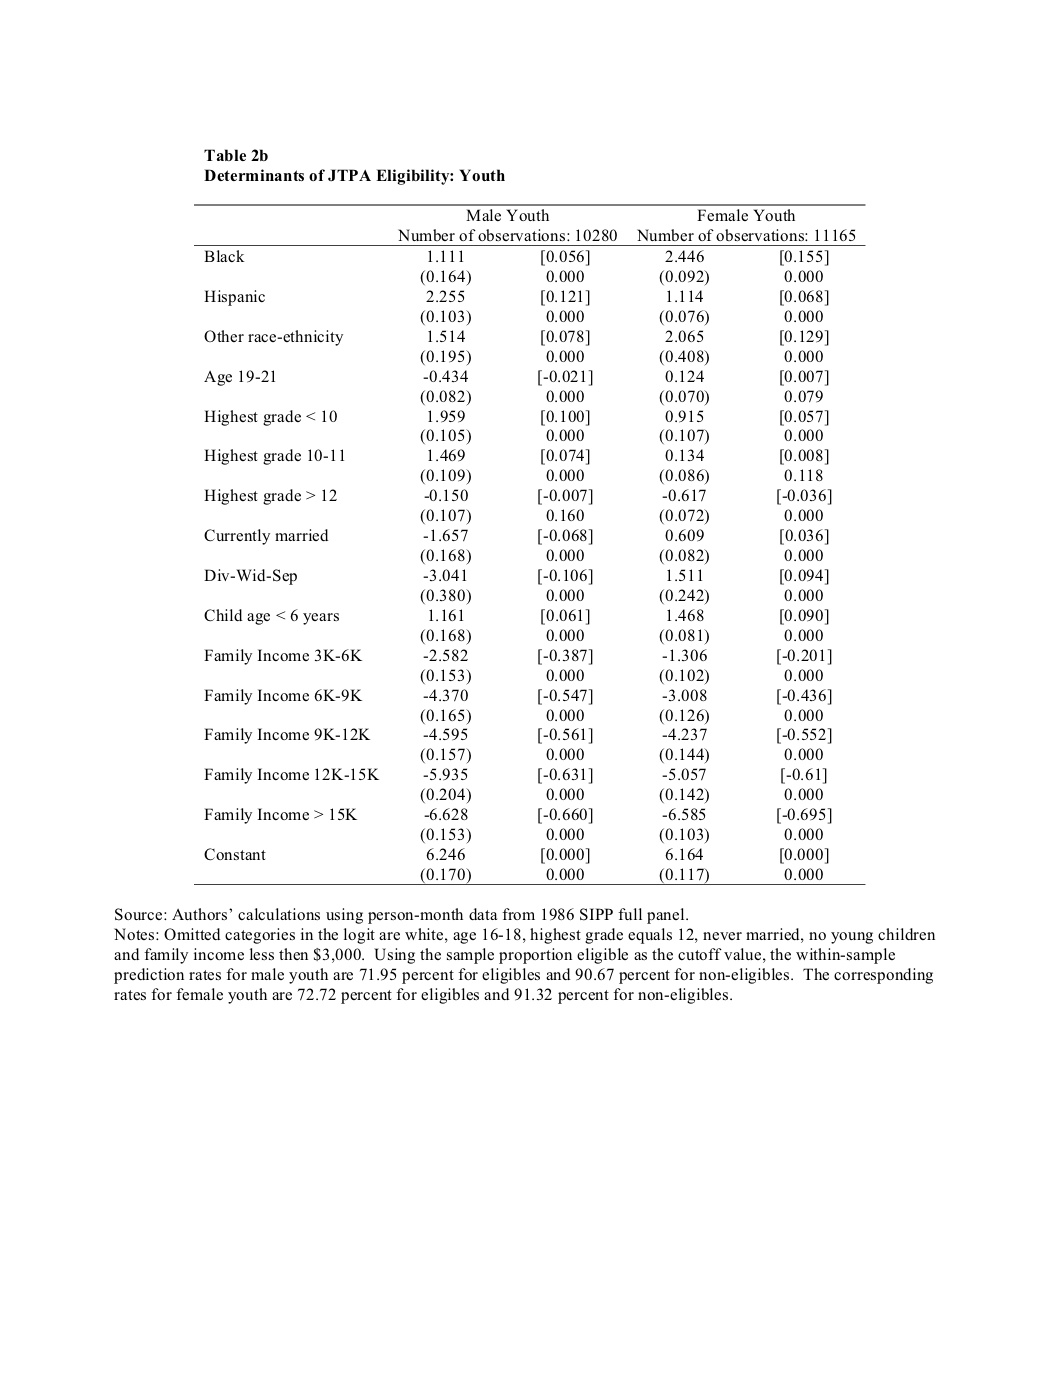 Table 2b
Determinants of JTPA Eligibility: Youth
Male Youth Female Youth
Number of observations: 10280 Number of observations: 11165
Black 1.111 [0.056] 2.446 [0.155]
(0.164) 0.000 (0.092) 0.000
Hispanic 2.255 [0.121] 1.114 [0.068]
(0.103) 0.000 (0.076) 0.000
Other race-ethnicity 1.514 [0.078] 2.065 [0.129]
(0.195) 0.000 (0.408) 0.000
Age 19-21 -0.434 [-0.021] 0.124 [0.007]
(0.082) 0.000 (0.070) 0.079
Highest grade < 10 1.959 [0.100] 0.915 [0.057]
(0.105) 0.000 (0.107) 0.000
Highest grade 10-11 1.469 [0.074] 0.134 [0.008]
(0.109) 0.000 (0.086) 0.118
Highest grade > 12 -0.150 [-0.007] -0.617 [-0.036]
(0.107) 0.160 (0.072) 0.000
Currently married -1.657 [-0.068] 0.609 [0.036]
(0.168) 0.000 (0.082) 0.000
Div-Wid-Sep -3.041 [-0.106] 1.511 [0.094]
(0.380) 0.000 (0.242) 0.000
Child age < 6 years 1.161 [0.061] 1.468 [0.090]
(0.168) 0.000 (0.081) 0.000
Family Income 3K-6K -2.582 [-0.387] -1.306 [-0.201]
(0.153) 0.000 (0.102) 0.000
Family Income 6K-9K -4.370 [-0.547] -3.008 [-0.436]
(0.165) 0.000 (0.126) 0.000
Family Income 9K-12K -4.595 [-0.561] -4.237 [-0.552]
(0.157) 0.000 (0.144) 0.000
Family Income 12K-15K -5.935 [-0.631] -5.057 [-0.61]
(0.204) 0.000 (0.142) 0.000
Family Income > 15K -6.628 [-0.660] -6.585 [-0.695]
(0.153) 0.000 (0.103) 0.000
Constant 6.246 [0.000] 6.164 [0.000]
(0.170) 0.000 (0.117) 0.000
Source: Authors’ calculations using person-month data from 1986 SIPP full panel.
Notes: Omitted categories in the logit are white, age 16-18, highest grade equals 12, never married, no young children
and family income less then $3,000. Using the sample proportion eligible as the cutoff value, the within-sample
prediction rates for male youth are 71.95 percent for eligibles and 90.67 percent for non-eligibles. The corresponding
rates for female youth are 72.72 percent for eligibles and 91.32 percent for non-eligibles.